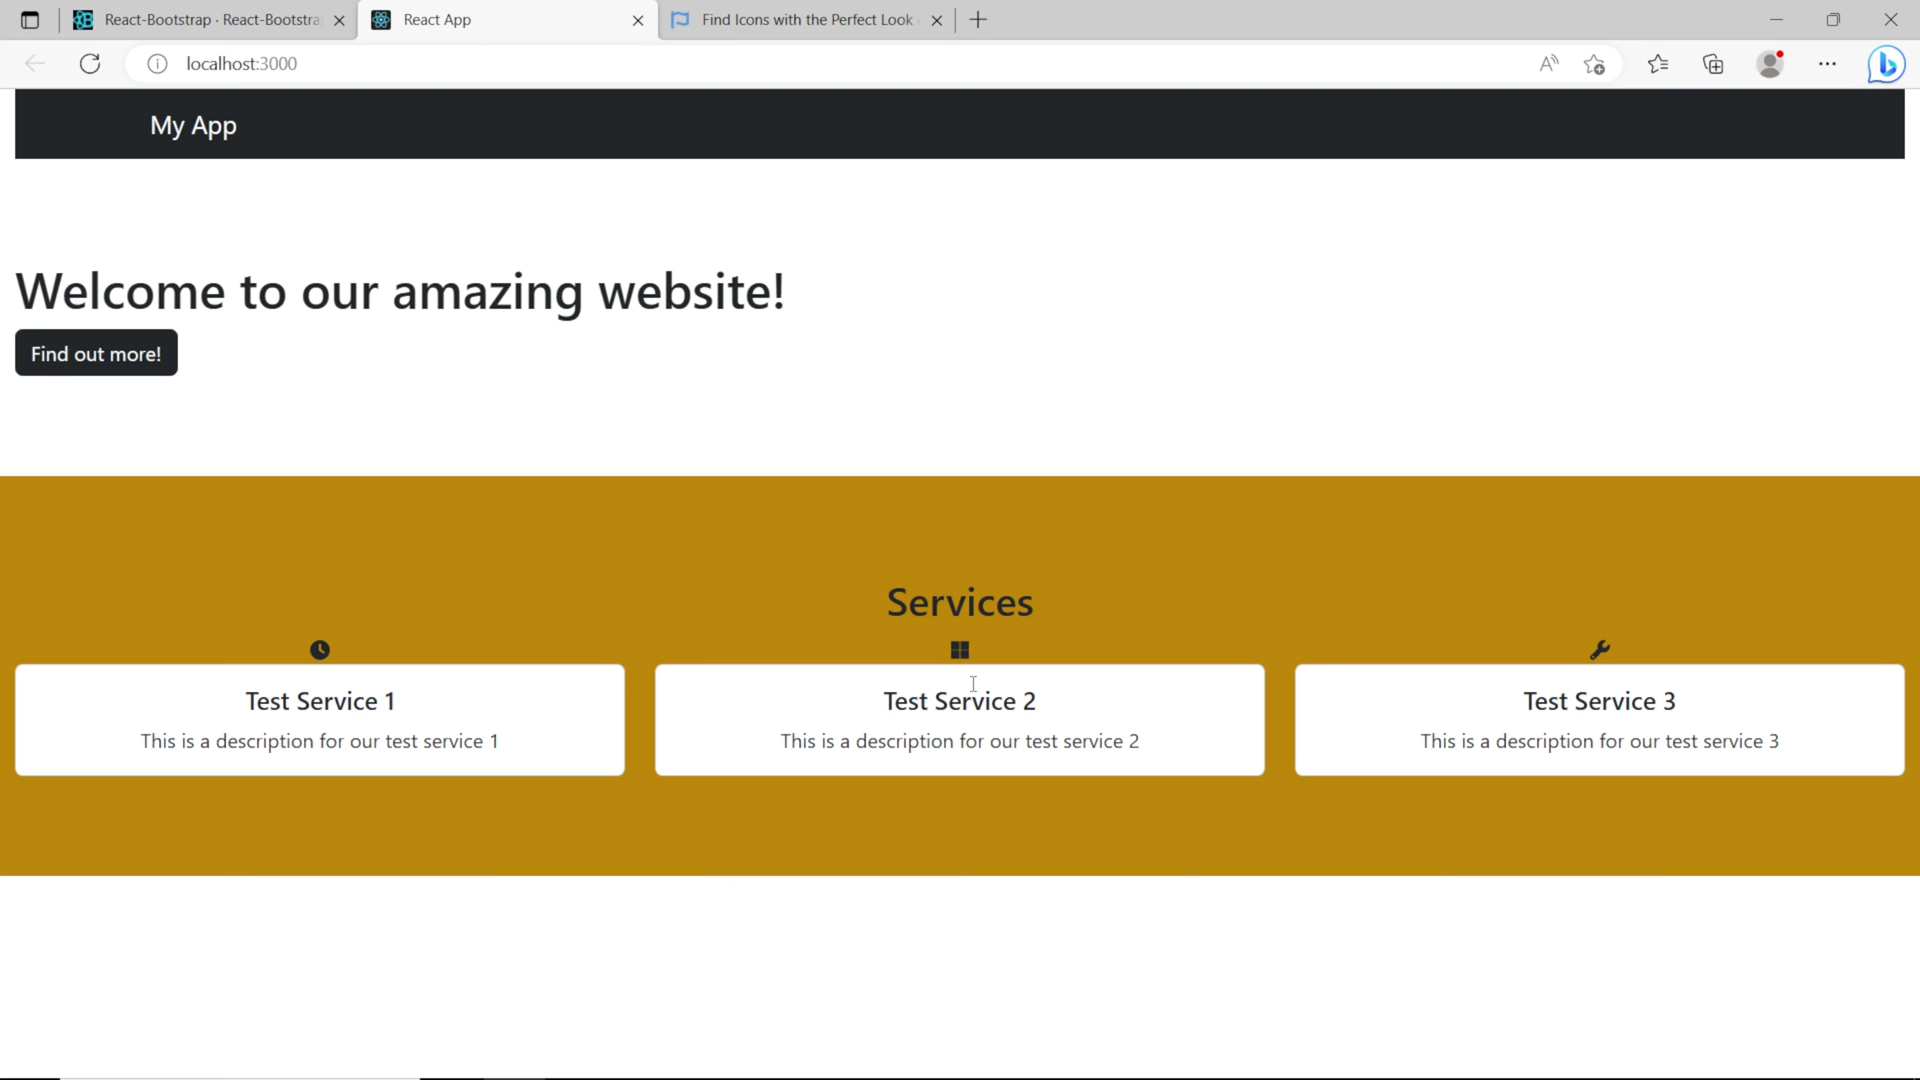 React-Bootstrap · React-Bootstra
React App
Find Icons with the Perfect Look
localhost:3000
My App
Welcome to our amazing website!
Find out more!
Services
Test Service 1
This is a description for our test service 1
Test Service 2
This is a description for our test service 2
Test Service 3
This is a description for our test service 3